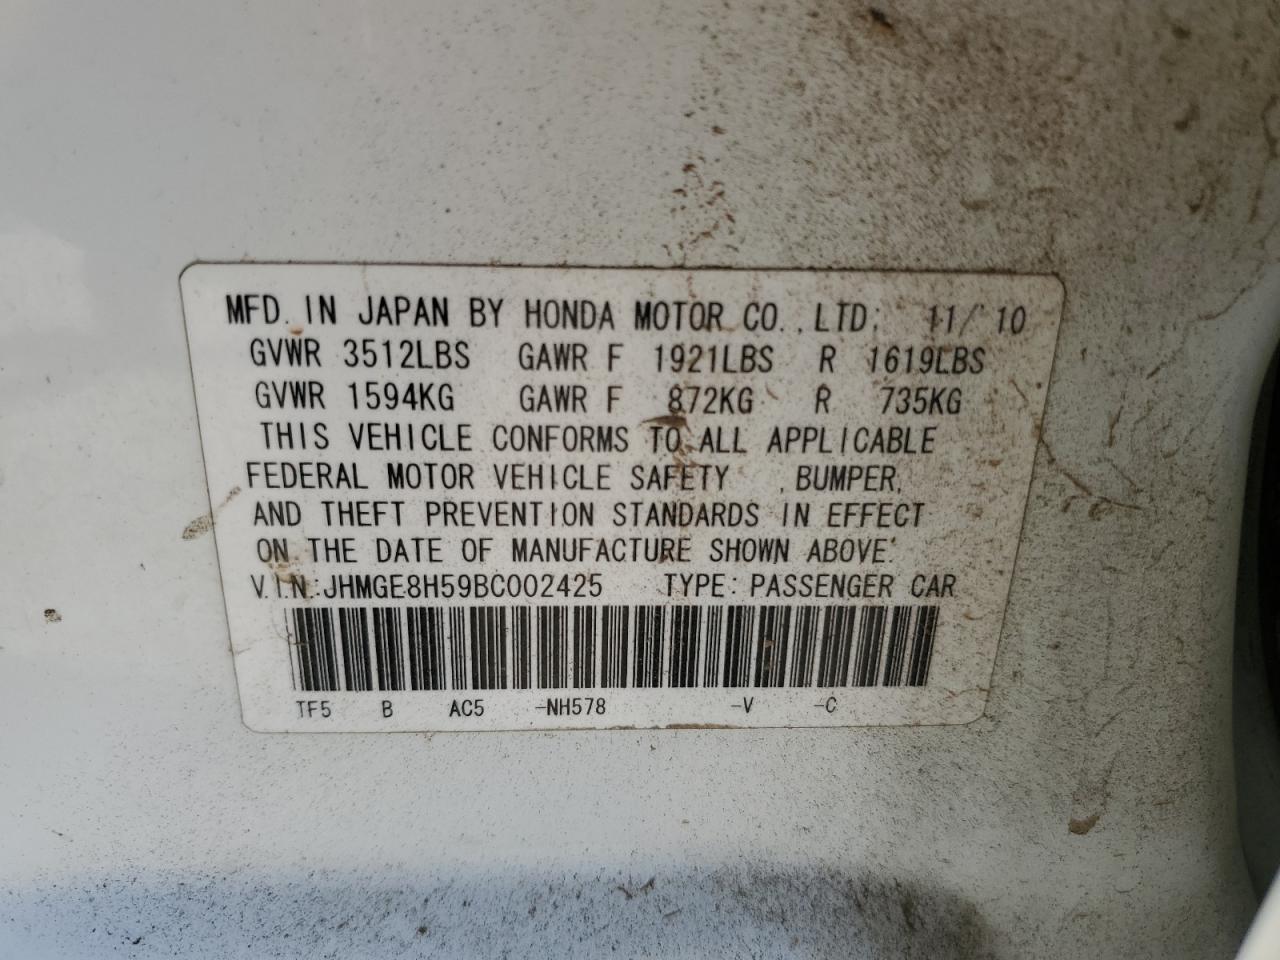 MFD. IN JAPAN BY HONDA MOTOR CO., LTD. 11/ 10
GVWR 3512LBS GAWR F 1921LBS R 1619LBS
GVWR 1594KG GAWR F 872KG R 735KG
THIS VEHICLE CONFORMS TO ALL APPLICABLE
FEDERAL MOTOR VEHICLE SAFETY , BUMPER,
AND THEFT PREVENTION STANDARDS IN EFFECT
ON THE DATE OF MANUFACTURE SHOWN ABOVE.
V.I.N.:JHMGE8H59BC002425 TYPE: PASSENGER CAR
TF5 B AC5 -NH578 -V -C